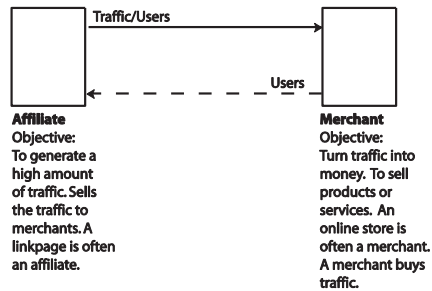 Traffic/Users
Users
Affiliate
Objective:
To generate a
high amount
of traffic. Sells
the traffic to
merchants. A
linkpage is often
an affiliate.
Merchant
Objective:
Turn traffic into
money. To sell
products or
services. An
online store is
often a merchant.
A merchant buys
traffic.